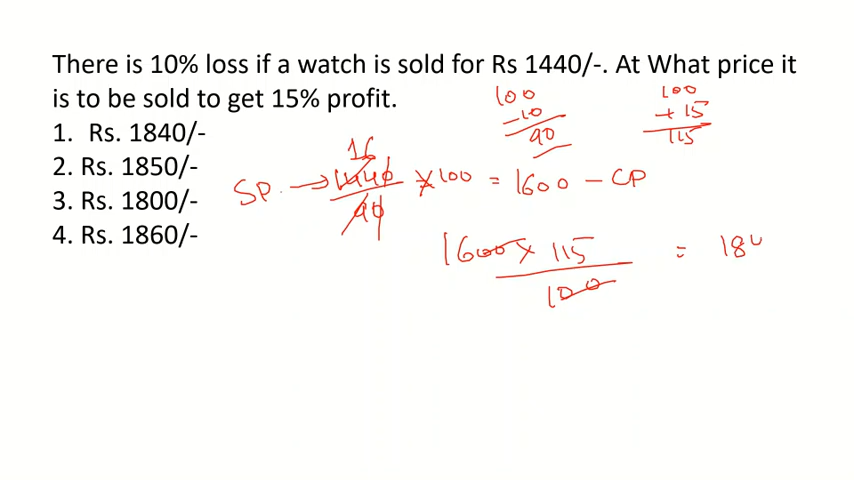 There is 10% loss if a watch is sold for Rs 1440/-. At What price it
is to be sold to get 15% profit.
1. Rs. 1840/-
2. Rs. 1850/-
3. Rs. 1800/-
4. Rs. 1860/-
100
-10
90
100
+ 15
115
16
SP. → 1440 × 100 = 1600 - CP
90
1600 × 115 = 184
100